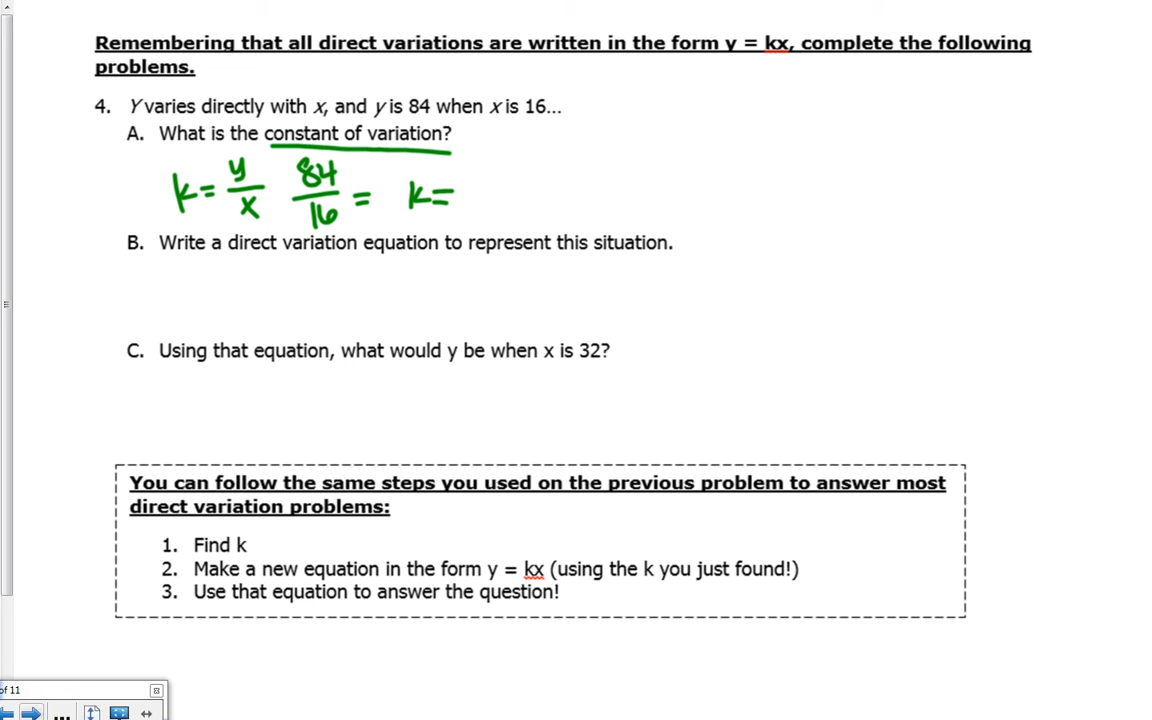 Remembering that all direct variations are written in the form y = kx, complete the following
problems.
4. Y varies directly with x, and y is 84 when x is 16...
A. What is the constant of variation?
k = y/x 84/16 = k =
B. Write a direct variation equation to represent this situation.
C. Using that equation, what would y be when x is 32?
You can follow the same steps you used on the previous problem to answer most
direct variation problems:
1. Find k
2. Make a new equation in the form y = kx (using the k you just found!)
3. Use that equation to answer the question!
of 11